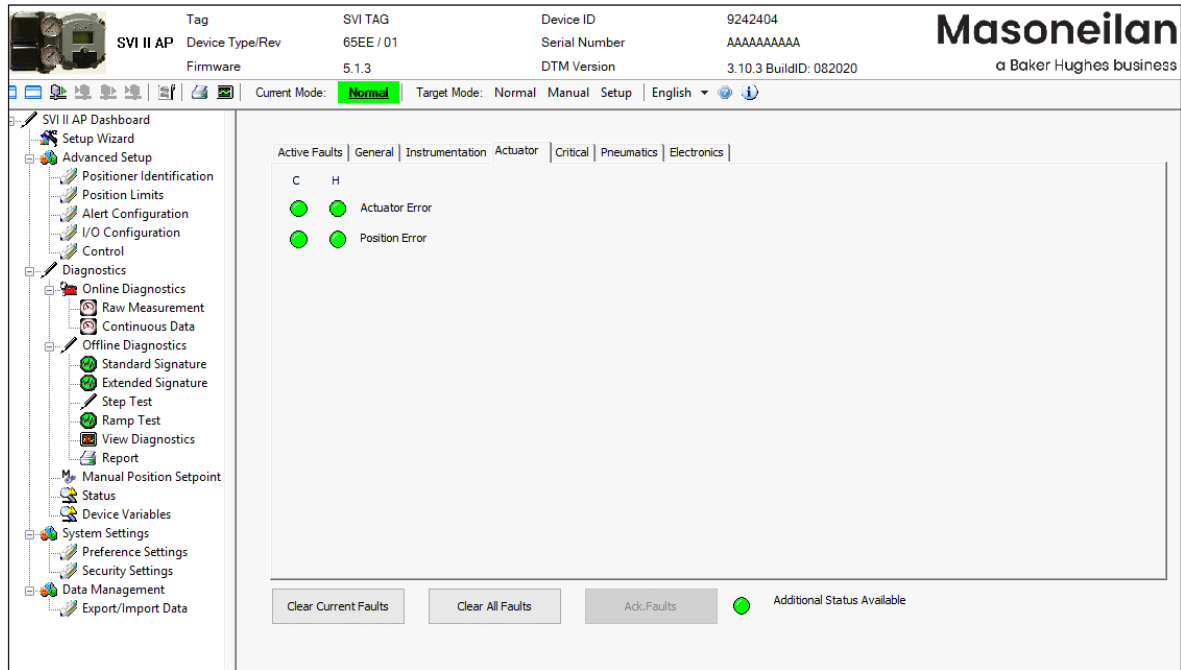 Tag SVI TAG Device ID 9242404
Masoneilan
SVI II AP Device Type/Rev 65EE / 01 Serial Number AAAAAAAAAA
Firmware 5.1.3 DTM Version 3.10.3 BuildID: 082020
a Baker Hughes business
Current Mode: Normal Target Mode: Normal Manual Setup English
SVI II AP Dashboard
Setup Wizard
Advanced Setup
Positioner Identification
Position Limits
Alert Configuration
I/O Configuration
Control
Diagnostics
Online Diagnostics
Raw Measurement
Continuous Data
Offline Diagnostics
Standard Signature
Extended Signature
Step Test
Ramp Test
View Diagnostics
Report
Manual Position Setpoint
Status
Device Variables
System Settings
Preference Settings
Security Settings
Data Management
Export/Import Data
Active Faults General Instrumentation Actuator Critical Pneumatics Electronics
C H
Actuator Error
Position Error
Clear Current Faults Clear All Faults Ack.Faults Additional Status Available